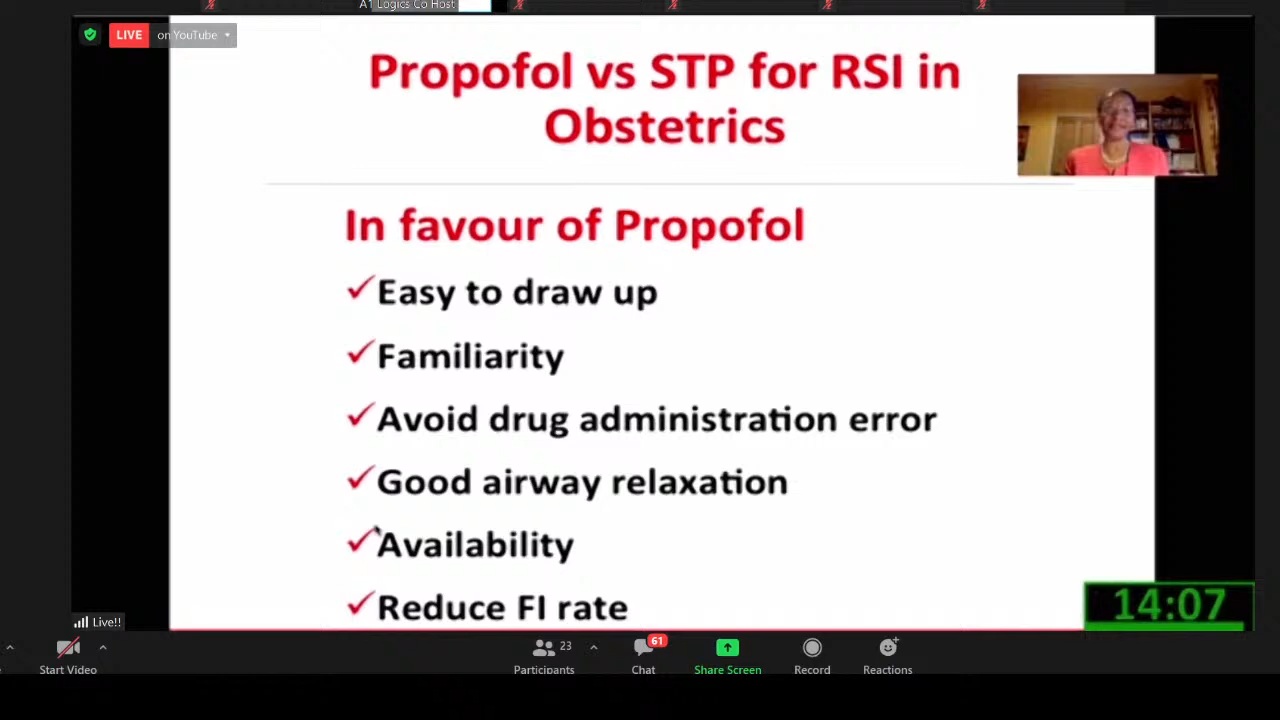 A1 Logics Co Host
LIVE on YouTube
Propofol vs STP for RSI in
Obstetrics
In favour of Propofol
Easy to draw up
Familiarity
Avoid drug administration error
Good airway relaxation
Availability
Reduce FI rate
14:07
Live!!
23
61
Start Video
Participants
Chat
Share Screen
Record
Reactions